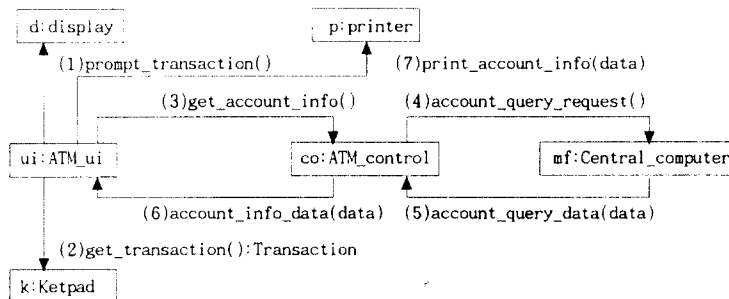 d:display
p:printer
(1)prompt_transaction()
(7)print_account_info(data)
(3)get_account_info()
(4)account_query_request()
ui:ATM_ui
co:ATM_control
mf:Central_computer
(6)account_info_data(data)
(5)account_query_data(data)
(2)get_transaction():Transaction
k:Ketpad